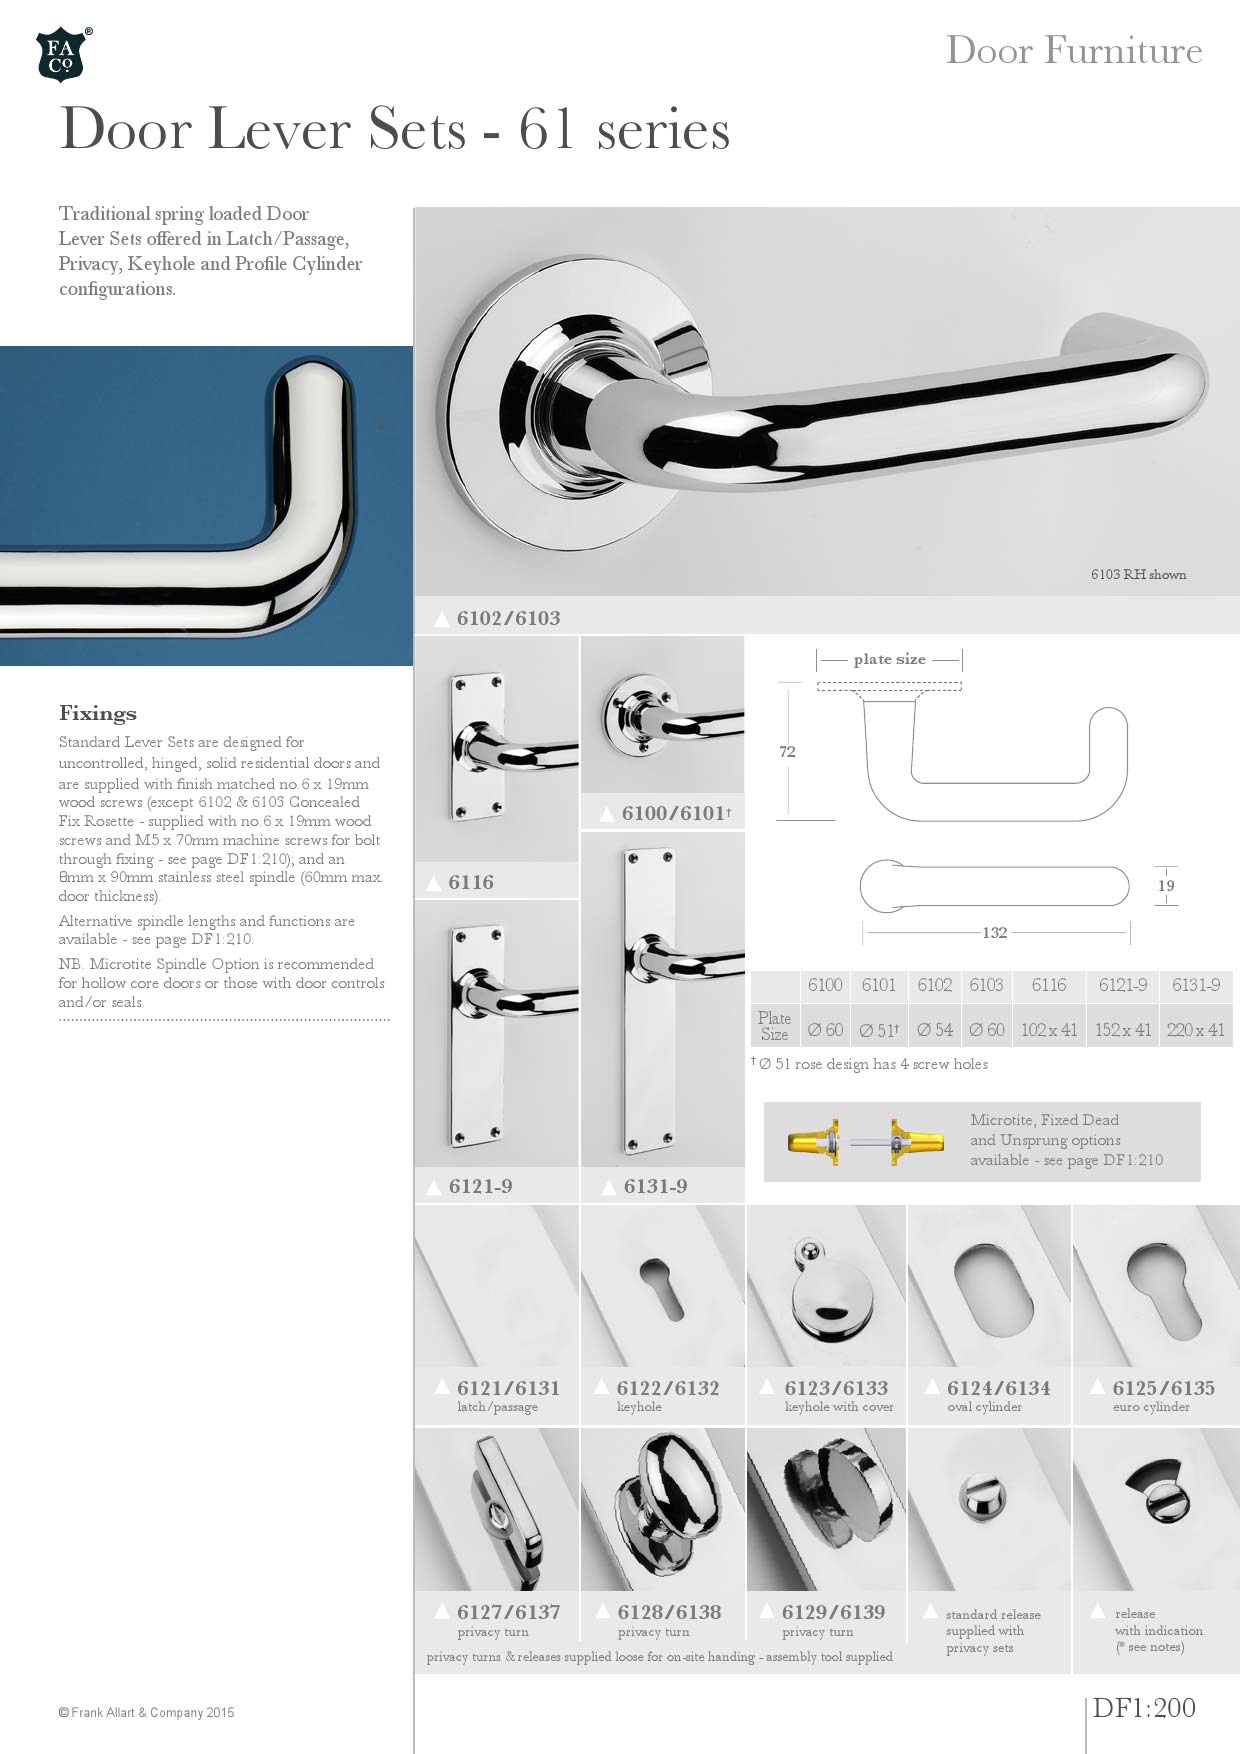 FA
Co.
®
Door Furniture
Door Lever Sets - 61 series
Traditional spring loaded Door
Lever Sets offered in Latch/Passage,
Privacy, Keyhole and Profile Cylinder
configurations.
6103 RH shown
6102/6103
Fixings
Standard Lever Sets are designed for
uncontrolled, hinged, solid residential doors and
are supplied with finish matched no.6 x 19mm
wood screws (except 6102 & 6103 Concealed
Fix Rosette - supplied with no.6 x 19mm wood
screws and M5 x 70mm machine screws for bolt
through fixing - see page DF1:210); and an
8mm x 90mm stainless steel spindle (60mm max.
door thickness).
Alternative spindle lengths and functions are
available - see page DF1:210.
NB. Microtite Spindle Option is recommended
for hollow core doors or those with door controls
and/or seals.
6116
6100/6101†
6121-9
6131-9
plate size
72
19
132
6100 6101 6102 6103 6116 6121-9 6131-9
Plate
Size Ø 60 Ø 51† Ø 54 Ø 60 102 x 41 152 x 41 220 x 41
† Ø 51 rose design has 4 screw holes
Microtite, Fixed Dead
and Unsprung options
available - see page DF1:210
6121/6131 6122/6132 6123/6133 6124/6134 6125/6135
latch/passage keyhole keyhole with cover oval cylinder euro cylinder
6127/6137 6128/6138 6129/6139
privacy turn privacy turn privacy turn
standard release
supplied with
privacy sets
release
with indication
(* see notes)
privacy turns & releases supplied loose for on-site handing - assembly tool supplied
© Frank Allart & Company 2015
DF1:200